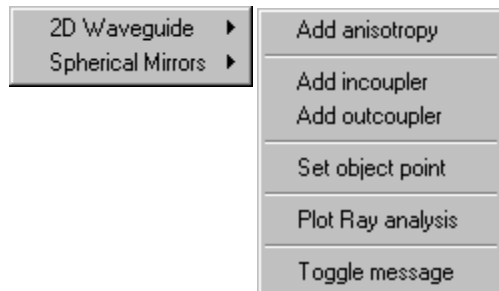 2D Waveguide
Spherical Mirrors
Add anisotropy
Add incoupler
Add outcoupler
Set object point
Plot Ray analysis
Toggle message